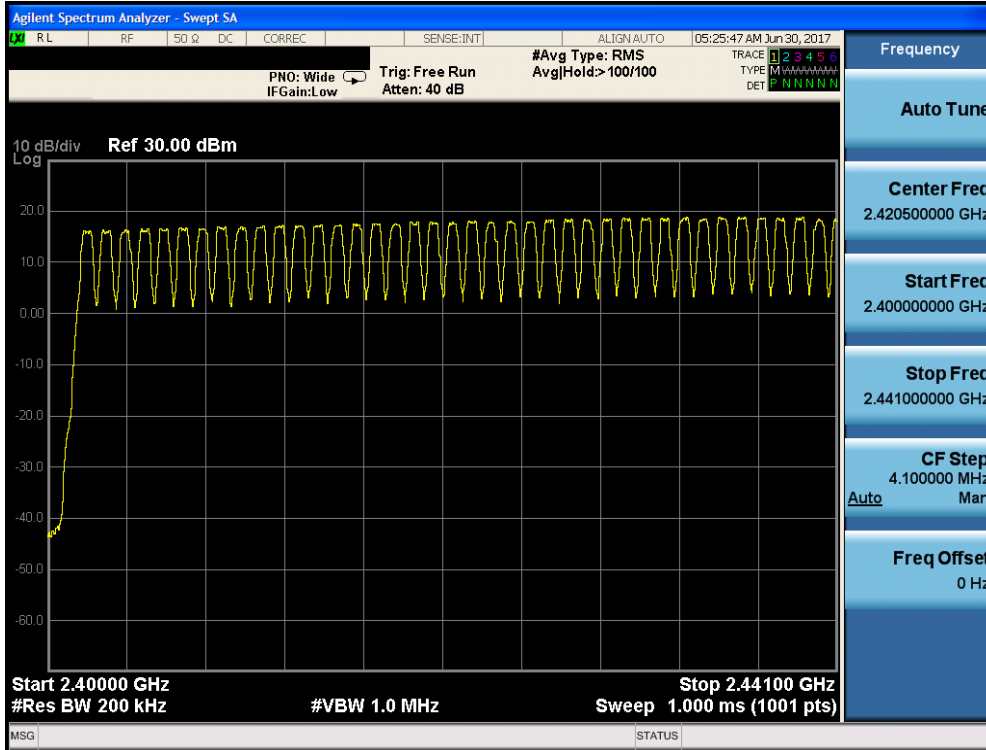 Agilent Spectrum Analyzer - Swept SA
LXI RL RF 50 Ω DC CORREC SENSE:INT ALIGN AUTO 05:25:47 AM Jun 30, 2017
#Avg Type: RMS TRACE 1 2 3 4 5 6
PNO: Wide Trig: Free Run Avg|Hold:>100/100 TYPE M
IFGain:Low Atten: 40 dB DET P N N N N N
10 dB/div Ref 30.00 dBm
Log
20.0
10.0
0.00
-10.0
-20.0
-30.0
-40.0
-50.0
-60.0
Start 2.40000 GHz Stop 2.44100 GHz
#Res BW 200 kHz #VBW 1.0 MHz Sweep 1.000 ms (1001 pts)
MSG STATUS
Frequency
Auto Tune
Center Freq
2.420500000 GHz
Start Freq
2.400000000 GHz
Stop Freq
2.441000000 GHz
CF Step
4.100000 MHz
Auto Man
Freq Offset
0 Hz